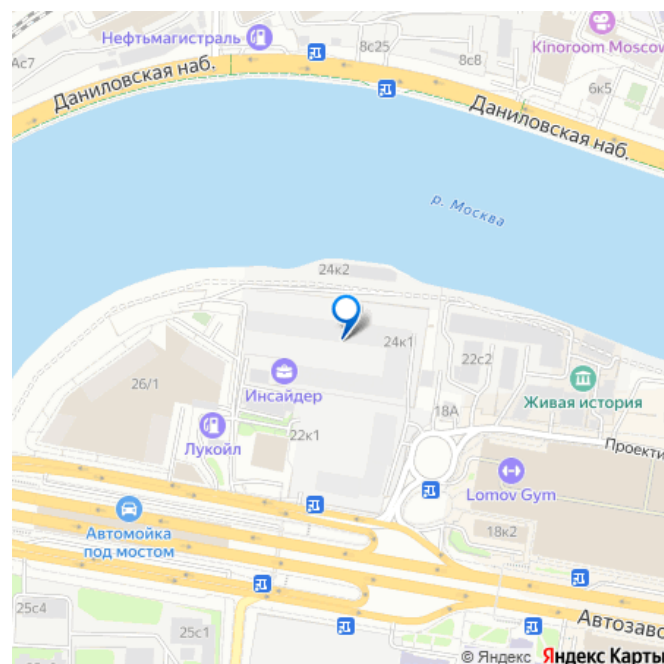 Нефтьмагистраль
8с25
Kinoroom Moscow
Ас7
8с8
Даниловская наб.
6к5
Даниловская наб.
р. Москва
24к2
24к1
22с2
26/1
Инсайдер
Живая история
18А
Лукойл
22к1
Проекти
Lomov Gym
Автомойка
под мостом
18к2
25с4
25с1
Автозаво
© Яндекс Яндекс Карты